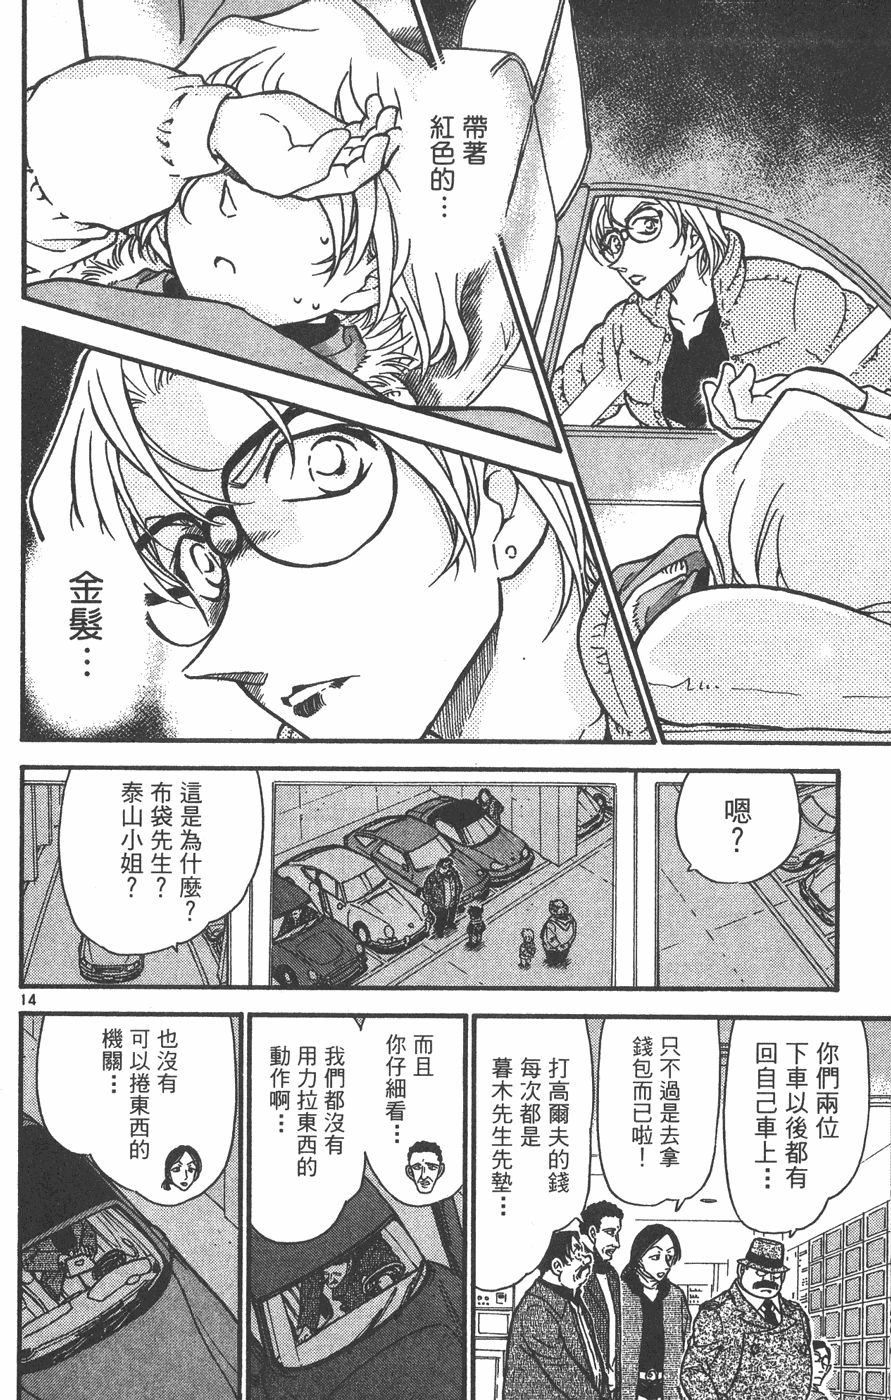 帶著
紅色的…
金髮…
嗯？
這是為什麼？
布袋先生？
泰山小姐？
14
你們兩位
下車以後都有
回自己車上…
只不過是去拿
錢包而已啦！
打高爾夫的錢
每次都是
暮木先生先墊…
而且
你仔細看…
我們都沒有
用力拉東西的
動作啊…
也沒有
可以捲東西的
機關…